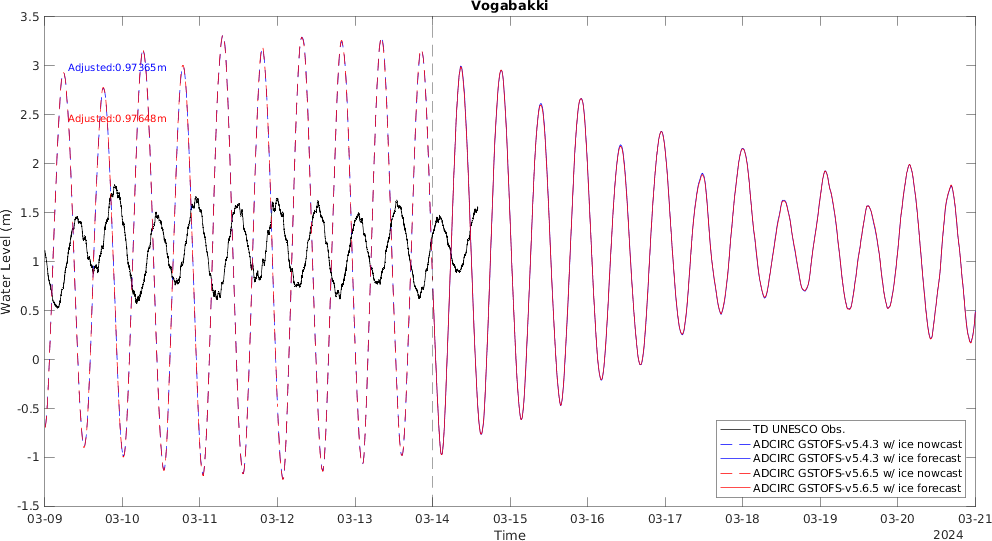 Vogabakki
3.5
3
2.5
2
1.5
1
0.5
0
-0.5
-1
-1.5
Water Level (m)
Adjusted:0.97365m
Adjusted:0.97648m
TD UNESCO Obs.
ADCIRC GSTOFS-v5.4.3 w/ ice nowcast
ADCIRC GSTOFS-v5.4.3 w/ ice forecast
ADCIRC GSTOFS-v5.6.5 w/ ice nowcast
ADCIRC GSTOFS-v5.6.5 w/ ice forecast
03-09 03-10 03-11 03-12 03-13 03-14 03-15 03-16 03-17 03-18 03-19 03-20 03-21
Time
2024